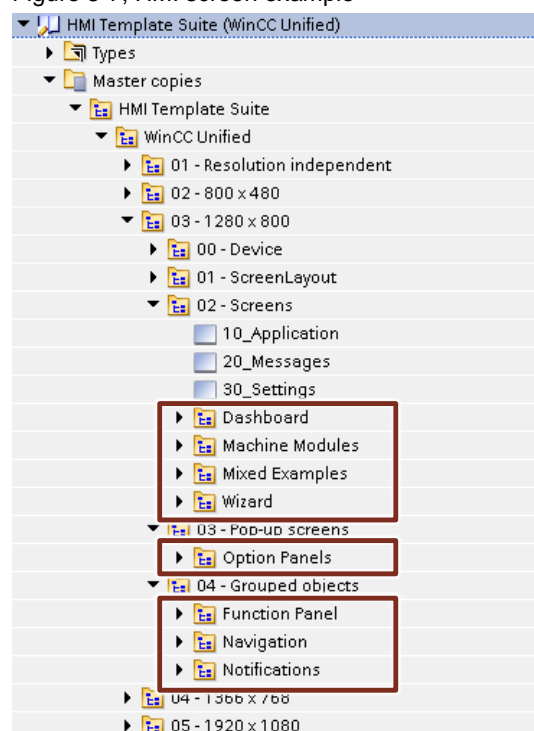 HMI Template Suite (WinCC Unified)
Types
Master copies
HMI Template Suite
WinCC Unified
01 - Resolution independent
02 - 800 x 480
03 - 1280 x 800
00 - Device
01 - ScreenLayout
02 - Screens
10_Application
20_Messages
30_Settings
Dashboard
Machine Modules
Mixed Examples
Wizard
03 - Pop-up screens
Option Panels
04 - Grouped objects
Function Panel
Navigation
Notifications
04 - 1366 x 768
05 - 1920 x 1080